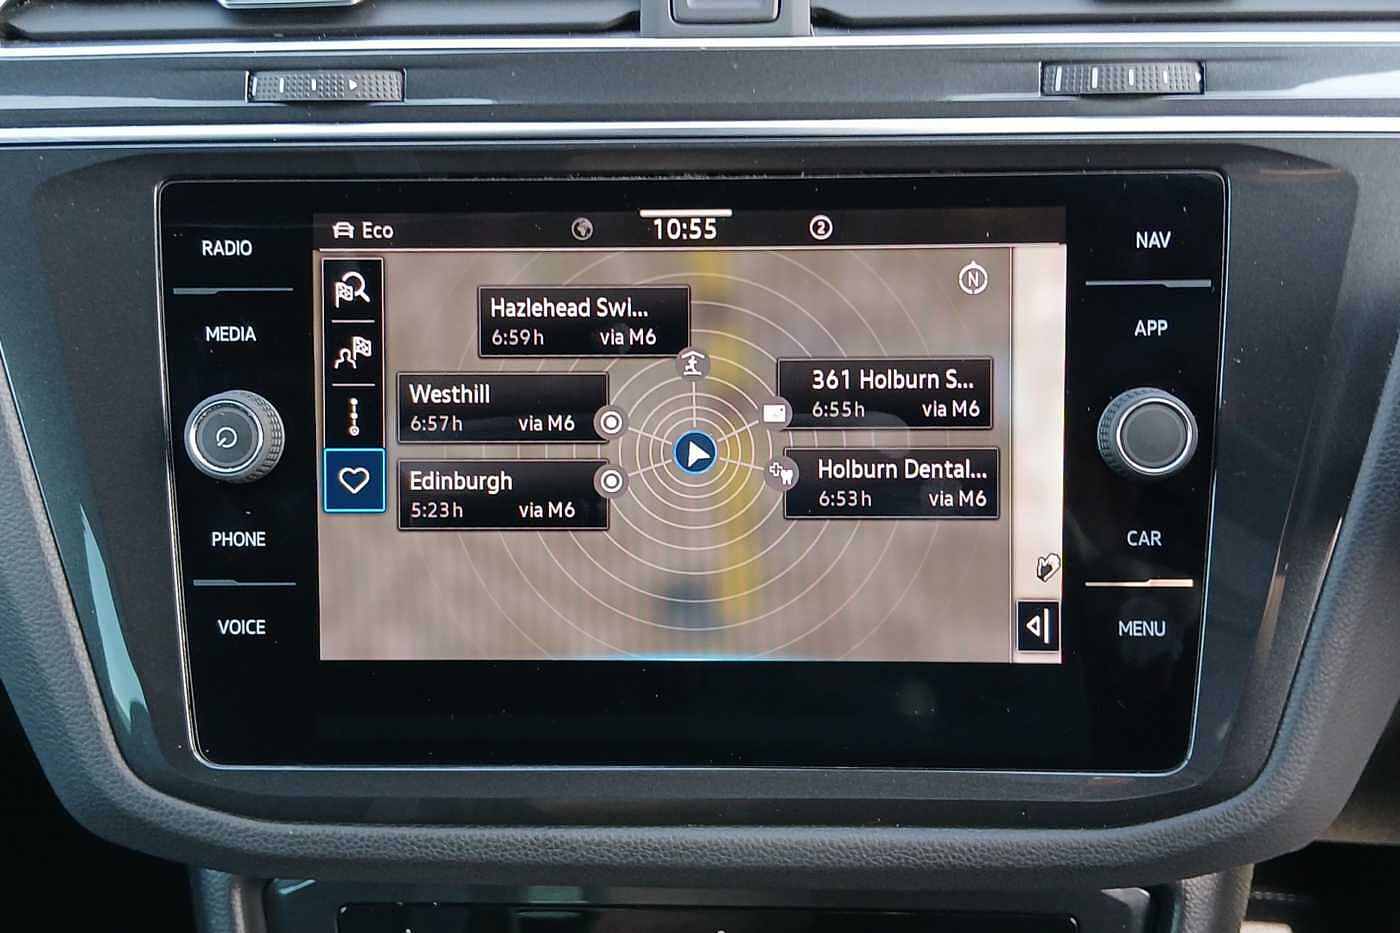 RADIO
MEDIA
PHONE
VOICE
Eco
10:55
2
N
Hazlehead Swi...
6:59h via M6
Westhill
6:57h via M6
Edinburgh
5:23h via M6
361 Holburn S...
6:55h via M6
Holburn Dental...
6:53h via M6
NAV
APP
CAR
MENU